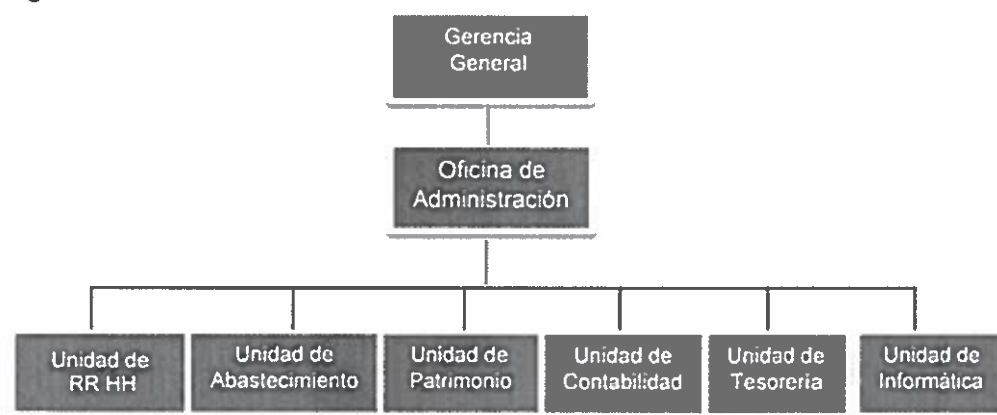 Gerencia
General
Oficina de
Administración
Unidad de
RR HH
Unidad de
Abastecimiento
Unidad de
Patrimonio
Unidad de
Contabilidad
Unidad de
Tesorería
Unidad de
Informática